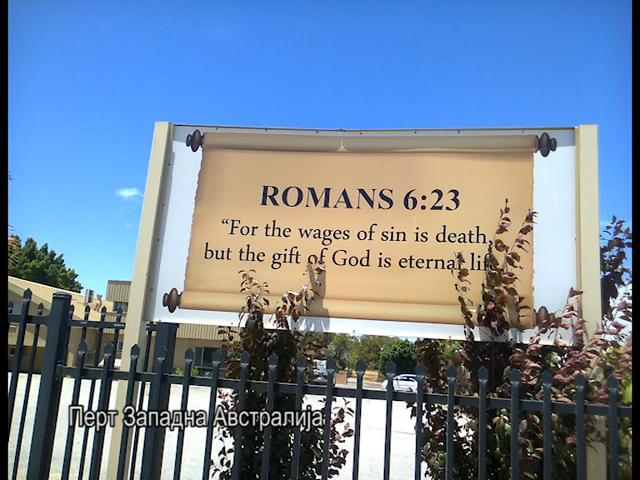 ROMANS 6:23
“For the wages of sin is death,
but the gift of God is eternal life
Перт Западна Австралија